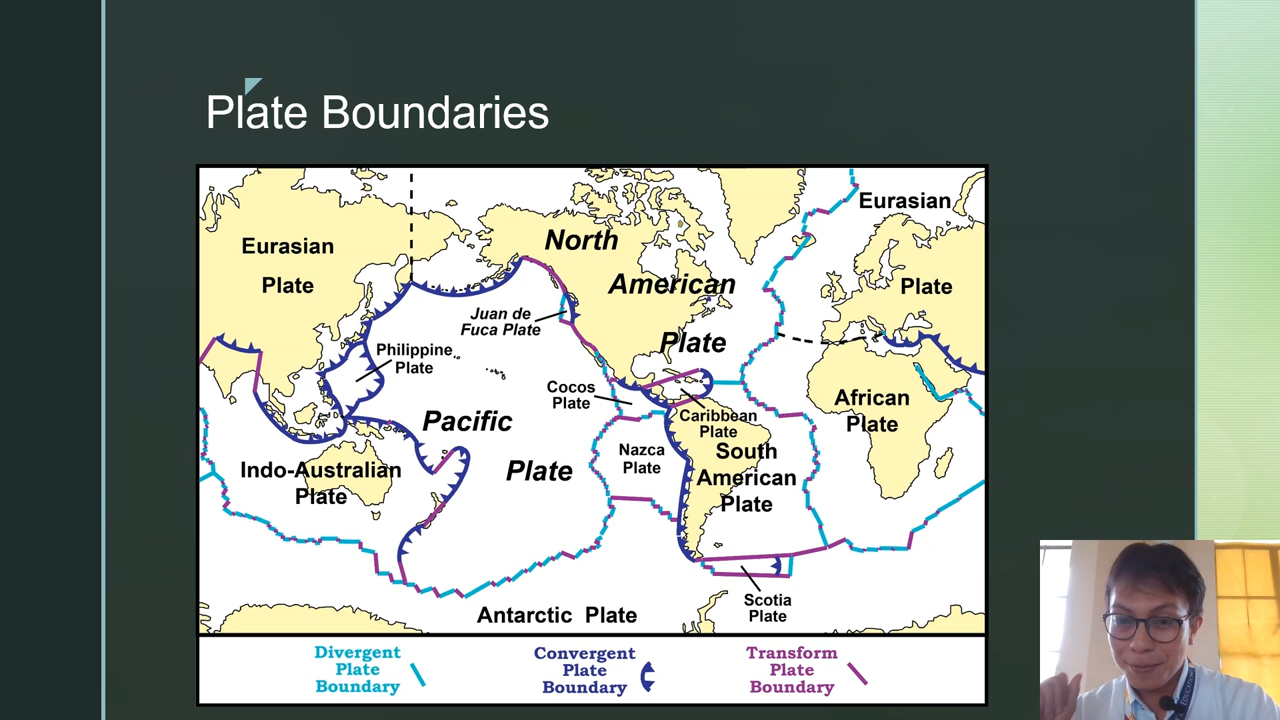 Plate Boundaries
Eurasian
Plate
North
American
Plate
Eurasian
Plate
Juan de
Fuca Plate
Philippine
Plate
Cocos
Plate
Caribbean
Plate
African
Plate
Pacific
Plate
Nazca
Plate
South
American
Plate
Indo-Australian
Plate
Antarctic Plate
Scotia
Plate
Divergent
Plate
Boundary
Convergent
Plate
Boundary
Transform
Plate
Boundary